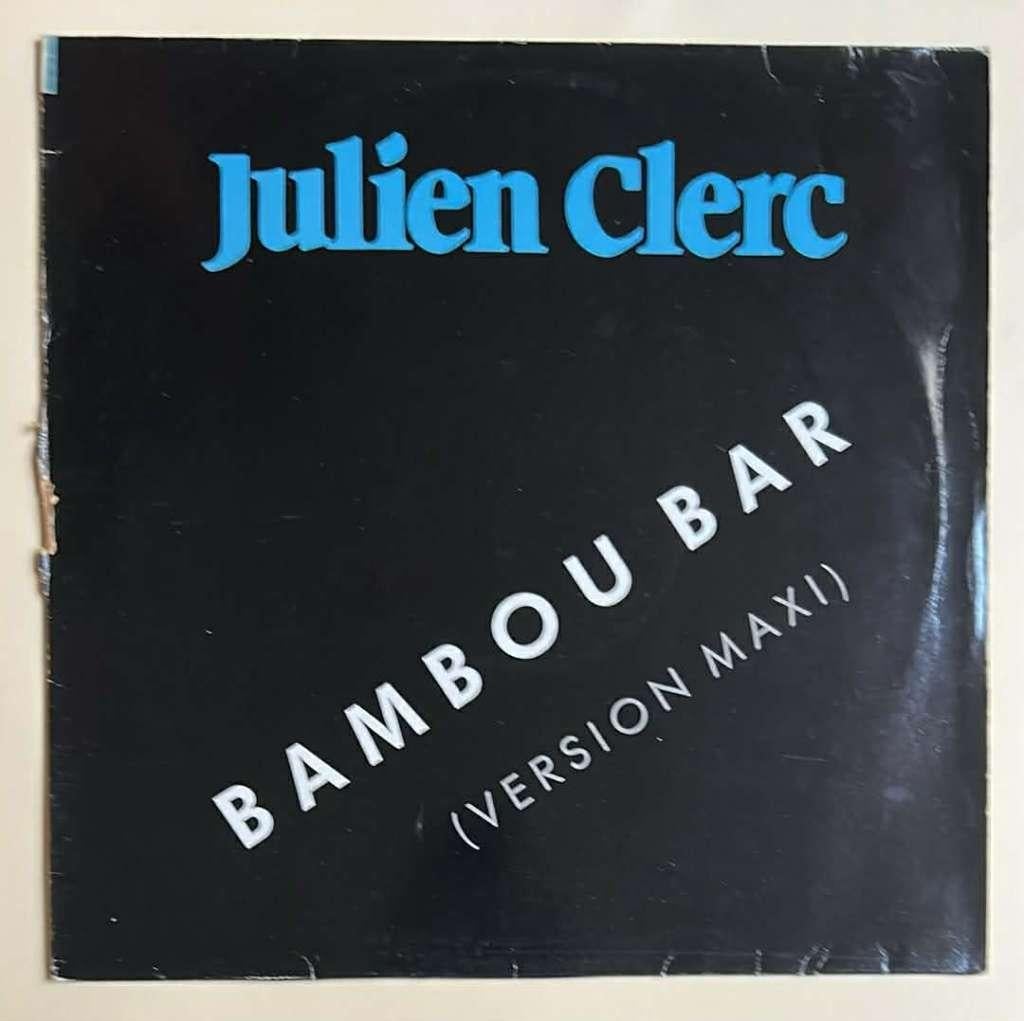 Julien Clerc
BAMBOU BAR
(VERSION MAXI)